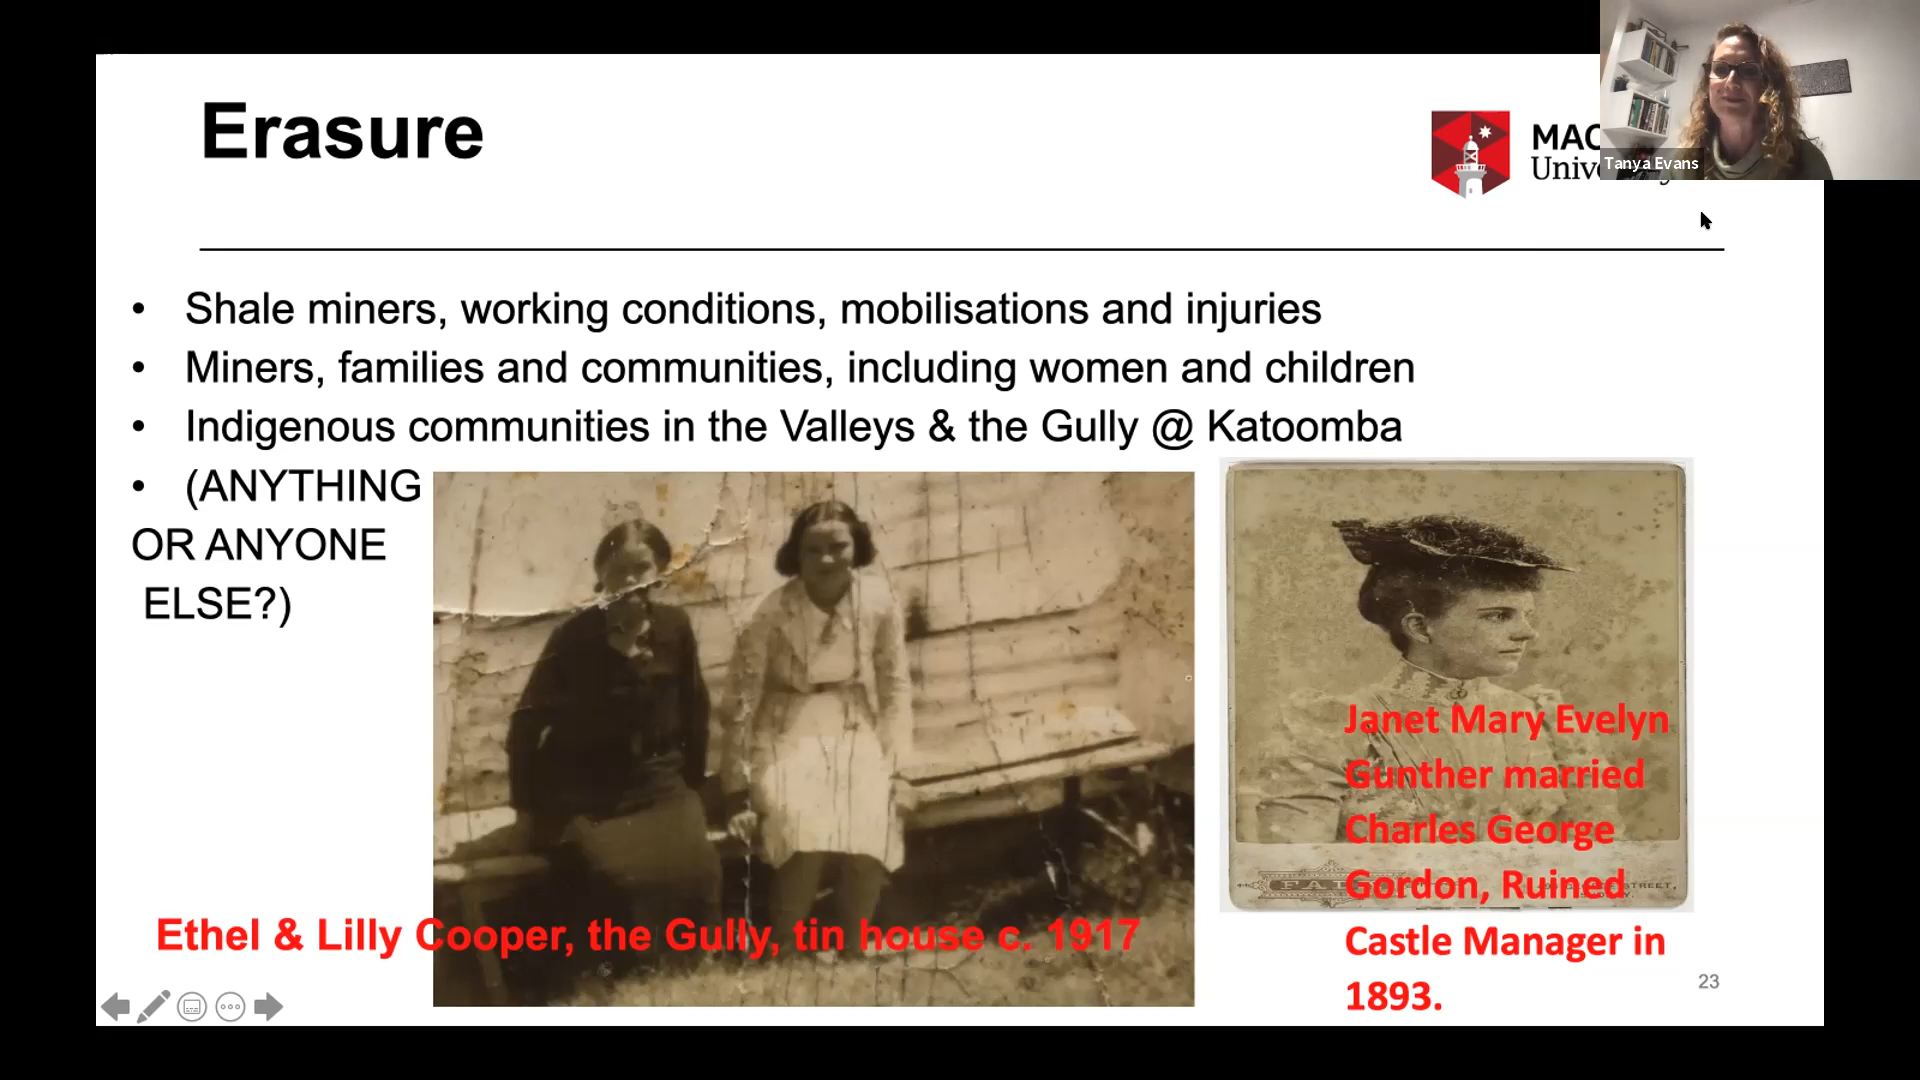 Erasure
MAC
Unive
Tanya Evans
• Shale miners, working conditions, mobilisations and injuries
• Miners, families and communities, including women and children
• Indigenous communities in the Valleys & the Gully @ Katoomba
• (ANYTHING
OR ANYONE
ELSE?)
Janet Mary Evelyn
Gunther married
Charles George
Gordon, Ruined
Castle Manager in
1893.
STREET,
Ethel & Lilly Cooper, the Gully, tin house c. 1917
23